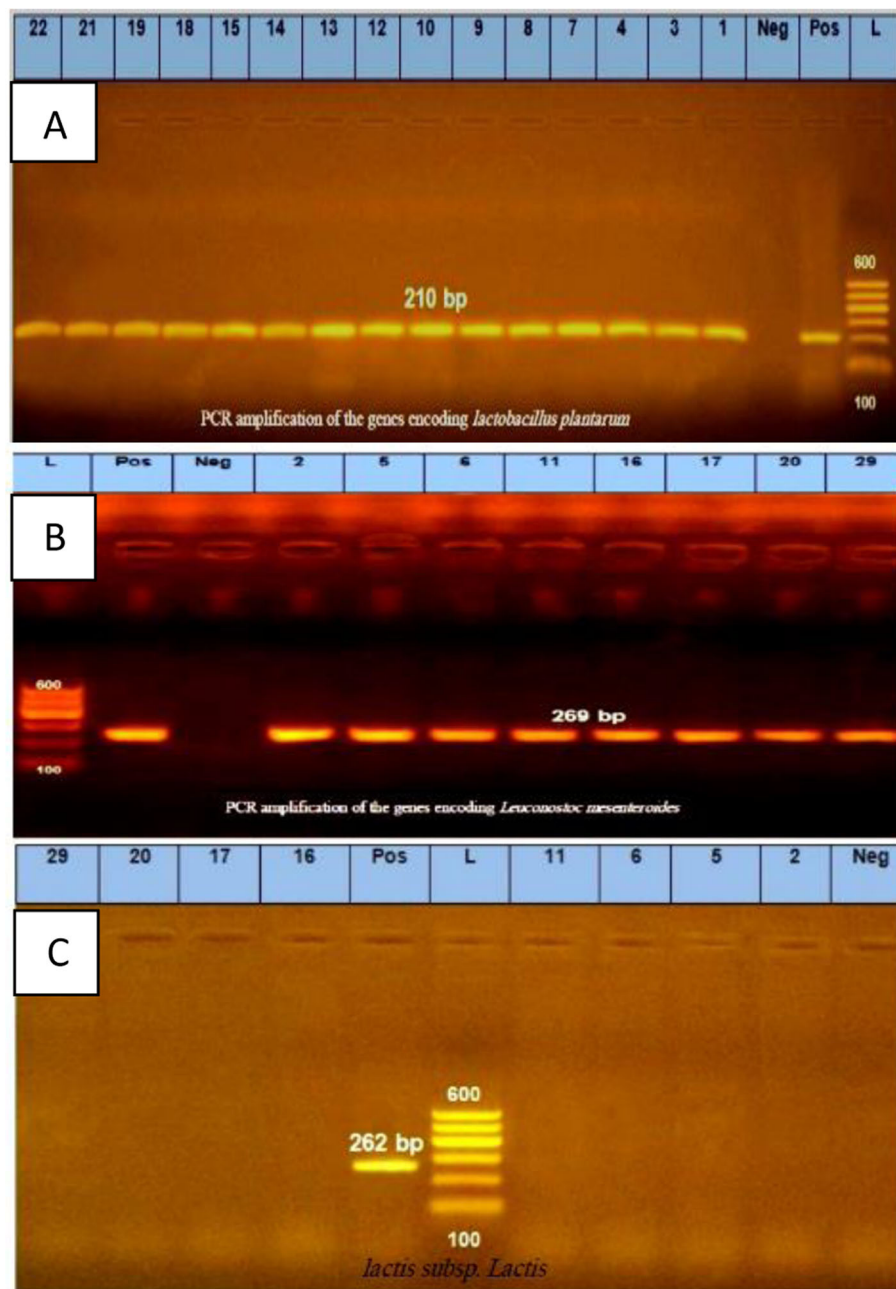 22 21 19 18 15 14 13 12 10 9 8 7 4 3 1 Neg Pos L
A
600
210 bp
100
PCR amplification of the genes encoding lactobacillus plantarum
L Pos Neg 2 5 6 11 16 17 20 29
B
600
269 bp
100
PCR amplification of the genes encoding Leuconostoc mesenteroides
29 20 17 16 Pos L 11 6 5 2 Neg
C
600
262 bp
100
lactis subsp. Lactis